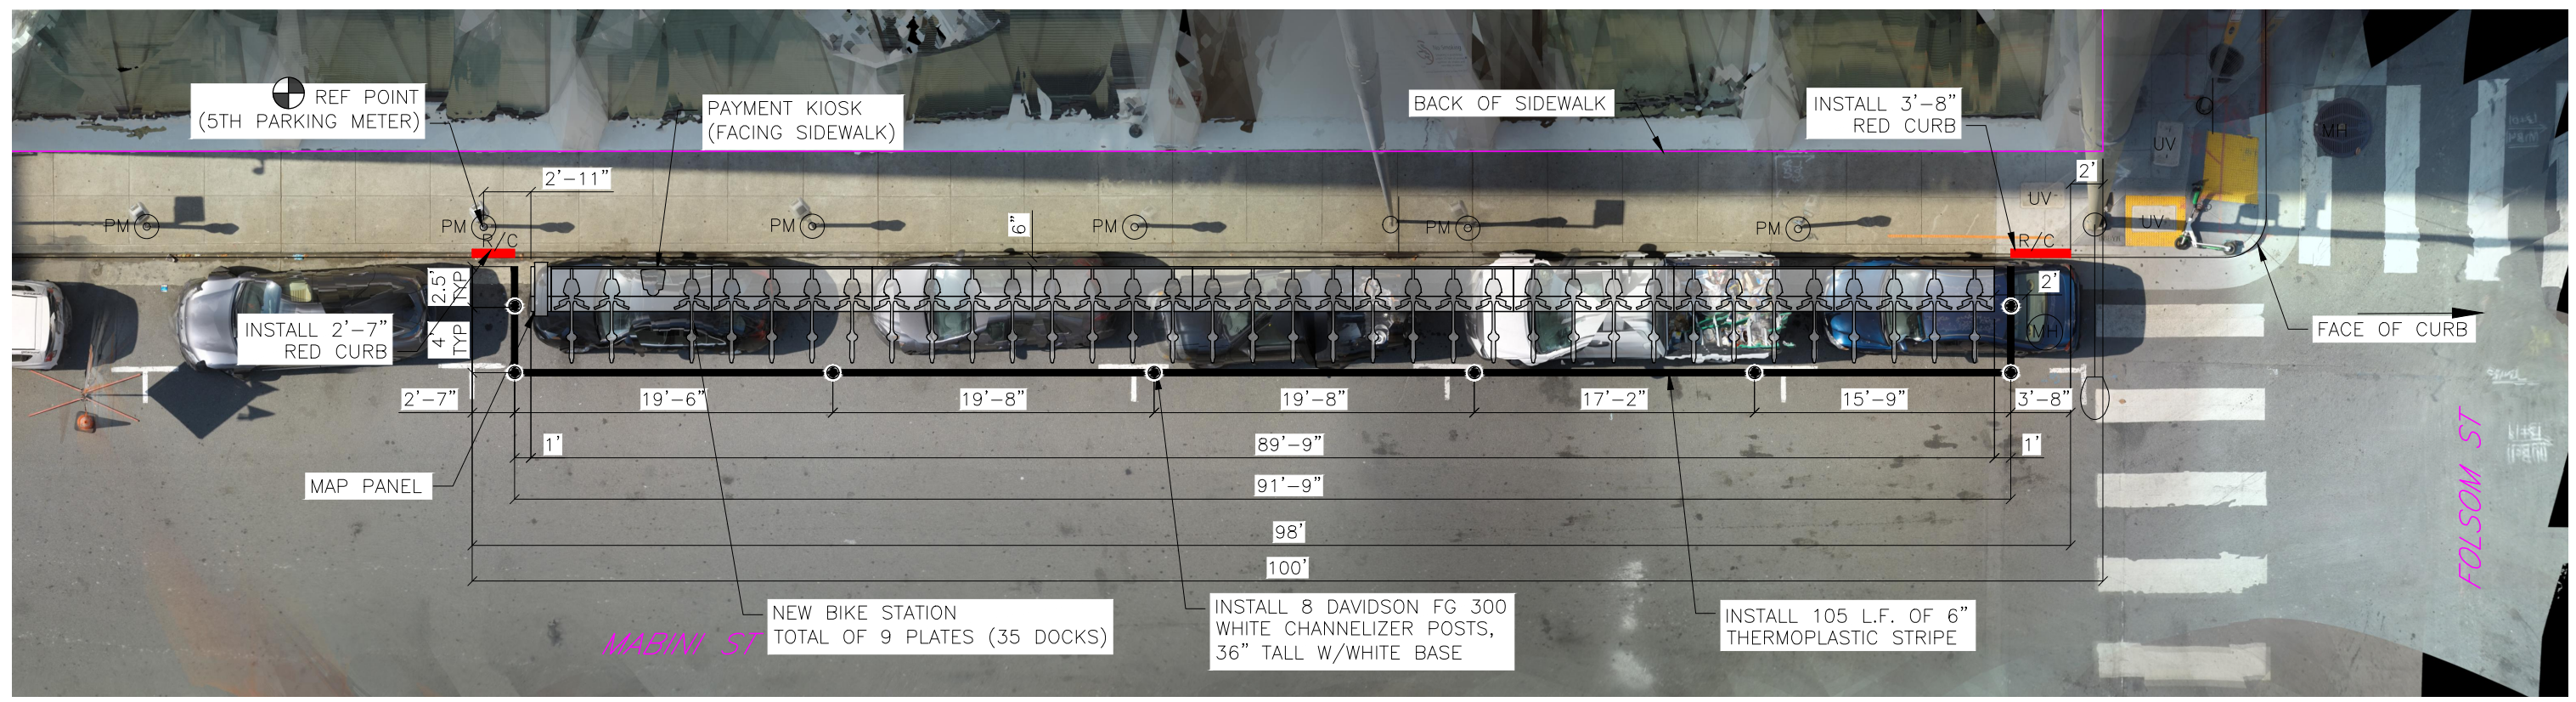 REF POINT
(5TH PARKING METER)
PAYMENT KIOSK
(FACING SIDEWALK)
BACK OF SIDEWALK
INSTALL 3'-8"
RED CURB
MH
UV
2'
2'-11"
UV
UV
PM
PM
PM
PM
PM
PM
6"
R/C
R/C
2.5'
TYP
2'
INSTALL 2'-7"
RED CURB
4'
TYP
MH
FACE OF CURB
2'-7"
19'-6"
19'-8"
19'-8"
17'-2"
15'-9"
3'-8"
1'
89'-9"
1'
MAP PANEL
91'-9"
98'
100'
FOLSOM ST
MABINI ST
NEW BIKE STATION
TOTAL OF 9 PLATES (35 DOCKS)
INSTALL 8 DAVIDSON FG 300
WHITE CHANNELIZER POSTS,
36" TALL W/WHITE BASE
INSTALL 105 L.F. OF 6"
THERMOPLASTIC STRIPE